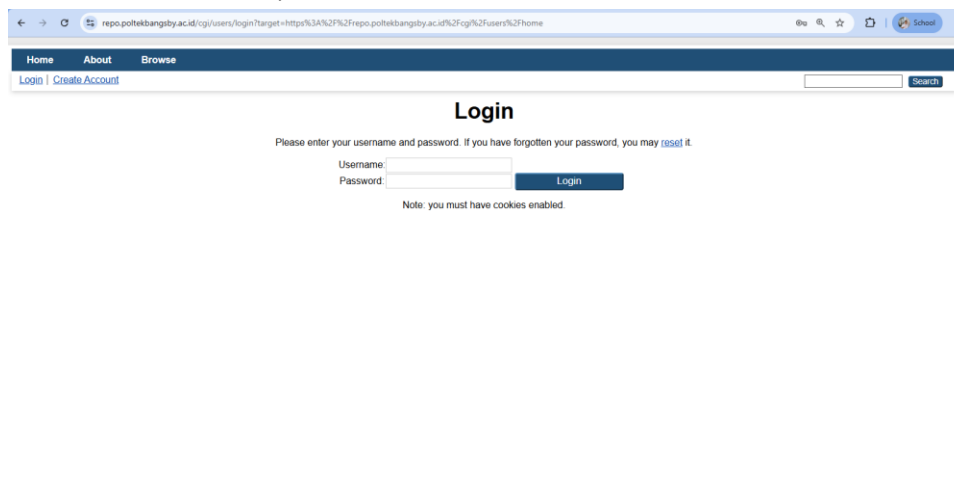 repo.poltekbangsby.ac.id/cgi/users/login?target=https%3A%2F%2Frepo.poltekbangsby.ac.id%2Fcgi%2Fusers%2Fhome
School
Home About Browse
Login | Create Account
Search
Login
Please enter your username and password. If you have forgotten your password, you may reset it.
Username:
Password:
Login
Note: you must have cookies enabled.